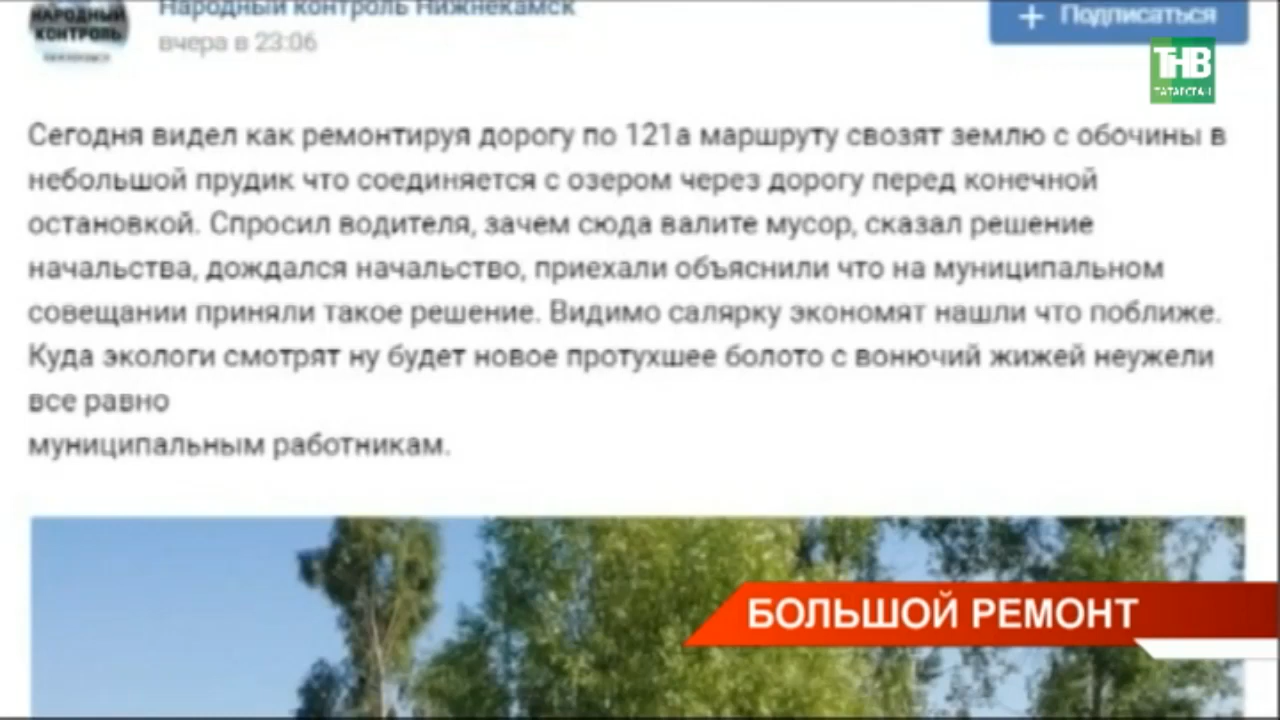 Народный контроль Нижнекамск
НАРОДНЫЙ
КОНТРОЛЬ
вчера в 23:06
+ Подписаться
ТНВ
ТАТАРСТАН
Сегодня видел как ремонтируя дорогу по 121а маршруту свозят землю с обочины в
небольшой прудик что соединяется с озером через дорогу перед конечной
остановкой. Спросил водителя, зачем сюда валите мусор, сказал решение
начальства, дождался начальство, приехали объяснили что на муниципальном
совещании приняли такое решение. Видимо салярку экономят нашли что поближе.
Куда экологи смотрят ну будет новое протухшее болото с вонючий жижей неужели
все равно
муниципальным работникам.
БОЛЬШОЙ РЕМОНТ